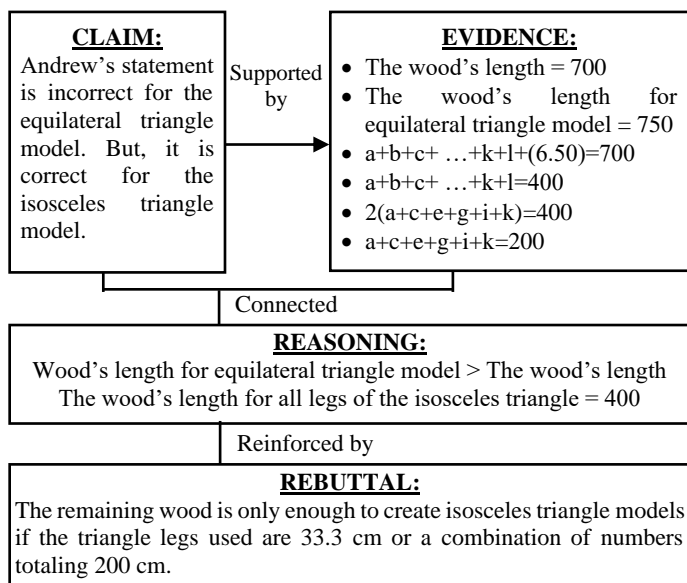 CLAIM:
Andrew’s statement
is incorrect for the
equilateral triangle
model. But, it is
correct for the
isosceles triangle
model.
Supported
by
EVIDENCE:
• The wood’s length = 700
• The wood’s length for
equilateral triangle model = 750
• a+b+c+ …+k+l+(6.50)=700
• a+b+c+ …+k+l=400
• 2(a+c+e+g+i+k)=400
• a+c+e+g+i+k=200
Connected
REASONING:
Wood’s length for equilateral triangle model > The wood’s length
The wood’s length for all legs of the isosceles triangle = 400
Reinforced by
REBUTTAL:
The remaining wood is only enough to create isosceles triangle models
if the triangle legs used are 33.3 cm or a combination of numbers
totaling 200 cm.